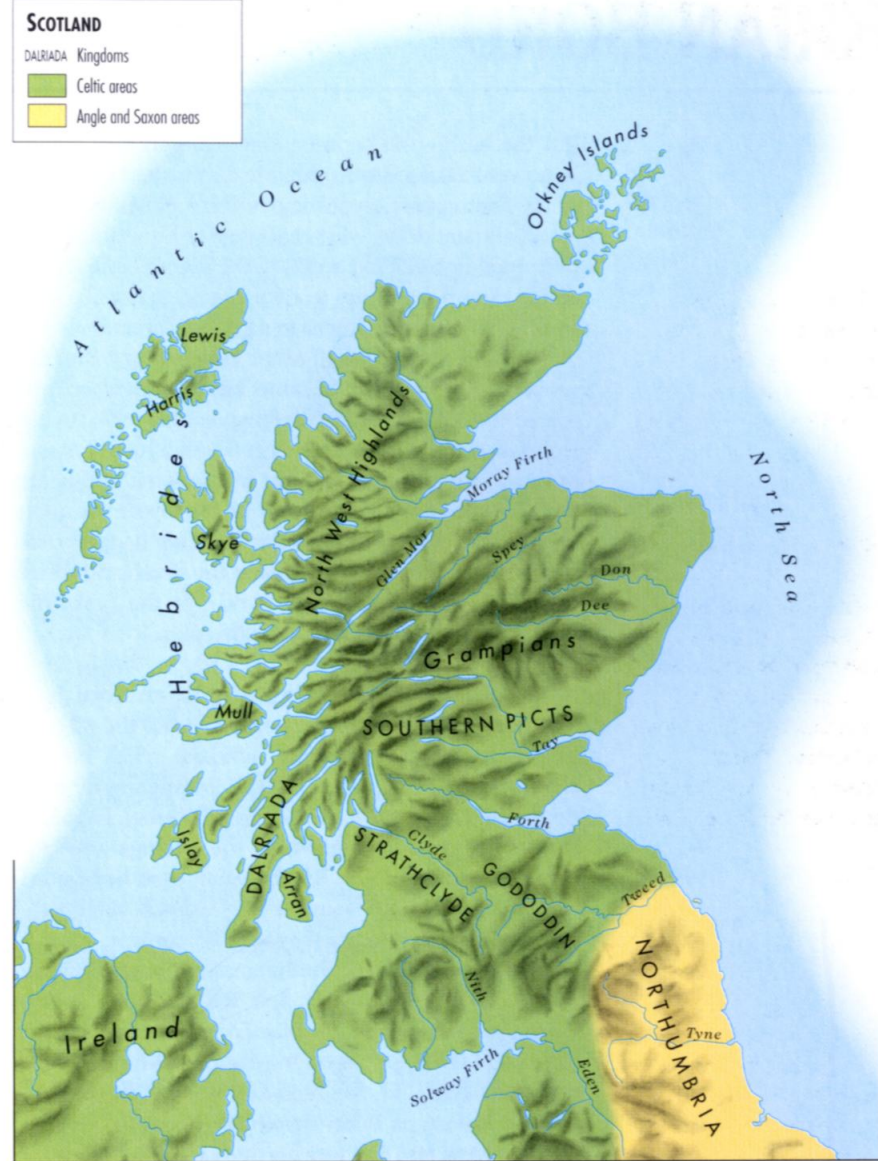 SCOTLAND
DALRIADA Kingdoms
Celtic areas
Angle and Saxon areas
Atlantic Ocean
Orkney Islands
Lewis
Harris
Hebrides
North West Highlands
Moray Firth
North Sea
Skye
Glen Mor
Spey
Don
Dee
Grampians
Mull
SOUTHERN PICTS
Tay
DALRIADA
Forth
Islay
Arran
Clyde
STRATHCLYDE
GODODDIN
Tweed
NORTHUMBRIA
Nith
Ireland
Tyne
Solway Firth
Eden